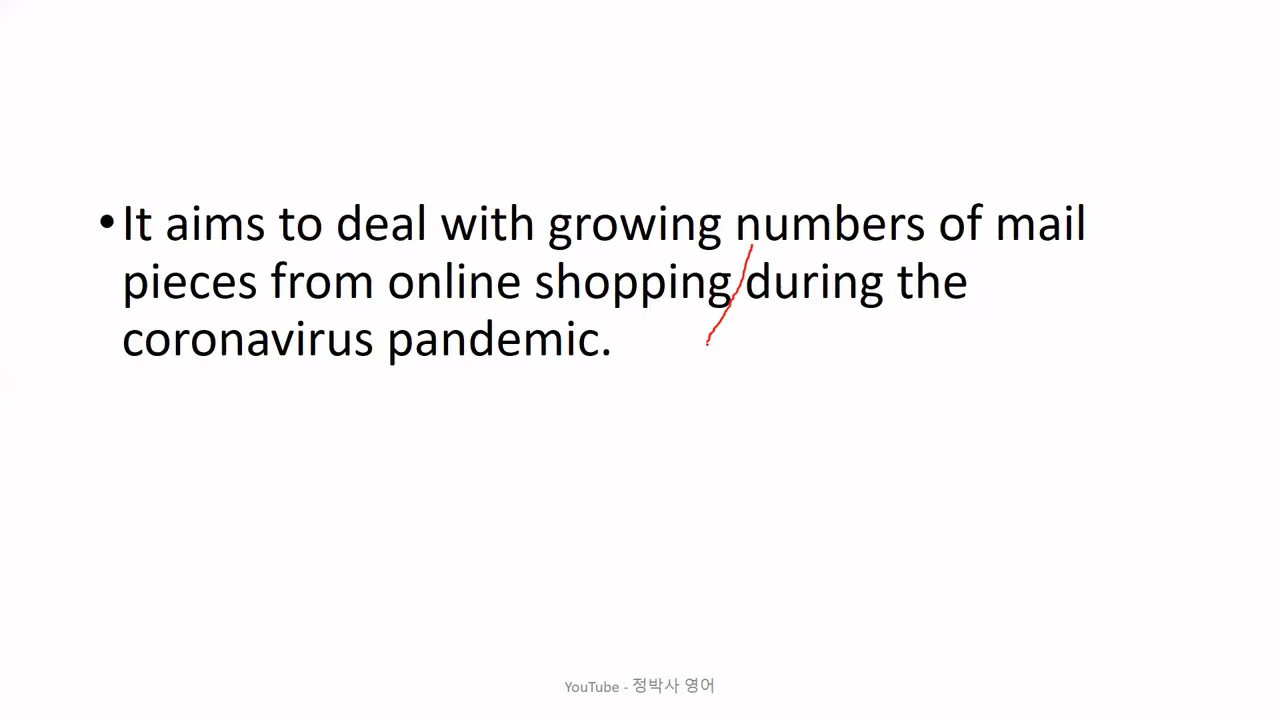 •It aims to deal with growing numbers of mail
pieces from online shopping during the
coronavirus pandemic.
YouTube - 정박사 영어